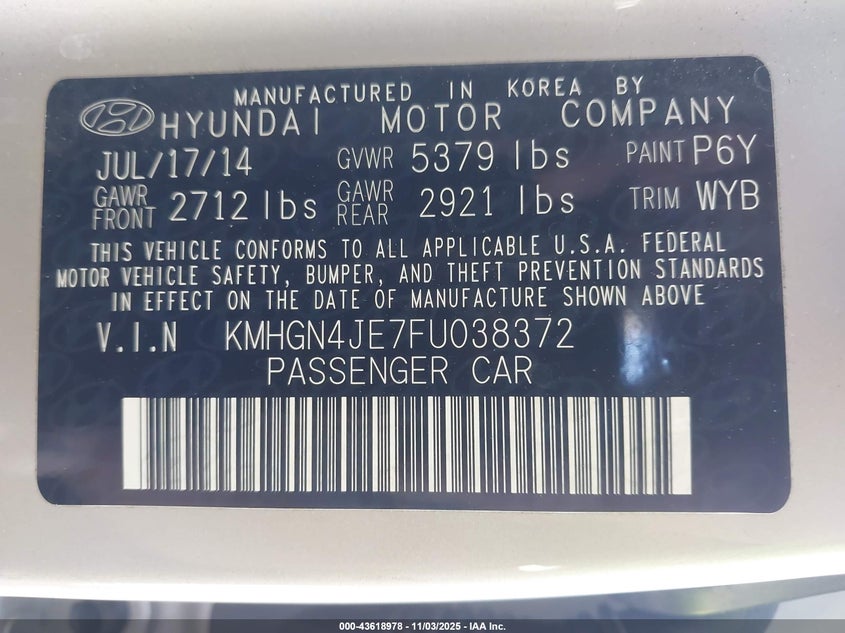 MANUFACTURED IN KOREA BY
HYUNDAI MOTOR COMPANY
JUL/17/14 GVWR 5379 lbs PAINT P6Y
GAWR FRONT 2712 lbs GAWR REAR 2921 lbs TRIM WYB
THIS VEHICLE CONFORMS TO ALL APPLICABLE U.S.A. FEDERAL
MOTOR VEHICLE SAFETY, BUMPER, AND THEFT PREVENTION STANDARDS
IN EFFECT ON THE DATE OF MANUFACTURE SHOWN ABOVE
V.I.N KMHGN4JE7FU038372
PASSENGER CAR
000-43618978 - 11/03/2025 - IAA Inc.